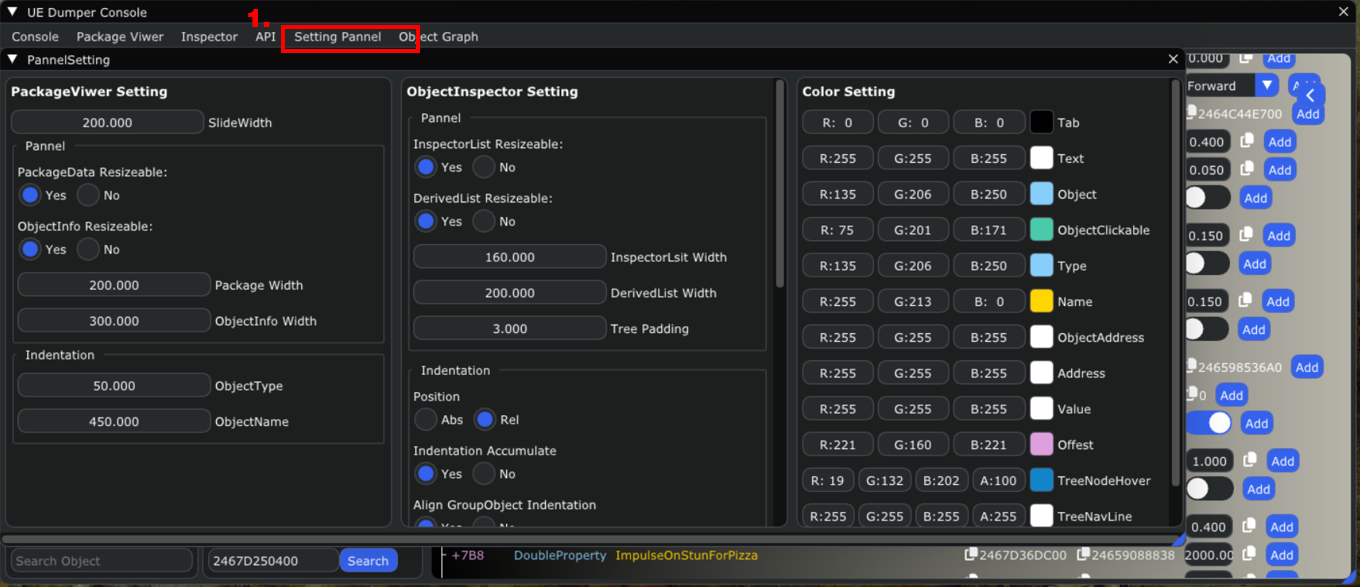 UE Dumper Console
1.
Console Package Viwer Inspector API Setting Pannel Object Graph
PannelSetting
PackageViwer Setting
200.000 SlideWidth
Pannel
PackageData Resizeable:
Yes No
ObjectInfo Resizeable:
Yes No
200.000 Package Width
300.000 ObjectInfo Width
Indentation
50.000 ObjectType
450.000 ObjectName
ObjectInspector Setting
Pannel
InspectorList Resizeable:
Yes No
DerivedList Resizeable:
Yes No
160.000 InspectorLsit Width
200.000 DerivedList Width
3.000 Tree Padding
Indentation
Position
Abs Rel
Indentation Accumulate
Yes No
Align GroupObject Indentation
Yes No
Color Setting
R: 0 G: 0 B: 0 Tab
R:255 G:255 B:255 Text
R:135 G:206 B:250 Object
R: 75 G:201 B:171 ObjectClickable
R:135 G:206 B:250 Type
R:255 G:213 B: 0 Name
R:255 G:255 B:255 ObjectAddress
R:255 G:255 B:255 Address
R:255 G:255 B:255 Value
R:221 G:160 B:221 Offest
R: 19 G:132 B:202 A:100 TreeNodeHover
R:255 G:255 B:255 A:255 TreeNavLine
0.000 Add
Forward
2464C44E700 Add
0.400 Add
0.050 Add
Add
0.150 Add
Add
0.150 Add
Add
246598536A0 Add
0 Add
Add
1.000 Add
Add
0.400 Add
2000.00 Add
Search Object 2467D250400 Search
+7B8 DoubleProperty ImpulseOnStunForPizza 2467D36DC00 24659088838